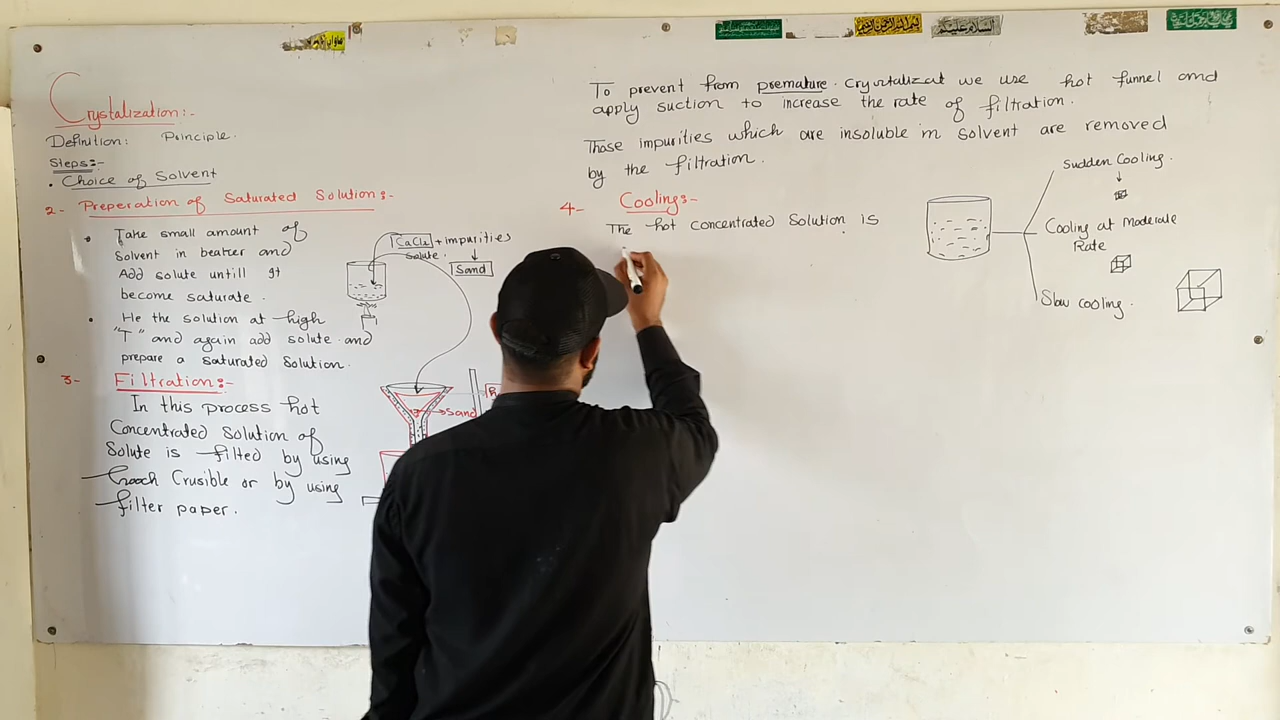 Crystalization:-
Definition: Principle.
Steps:-
• Choice of Solvent
2- Preperation of Saturated Solution:-
• Take small amount of
Solvent in beaker and
Add solute untill it
become saturate.
• He the solution at high
"T" and again add solute and
prepare a saturated Solution.
CaCl2 + impurities
Solute.
Sand
3- Filtration:-
In this process hot
Concentrated Solution of
Solute is filted by using
Gooch Crusible or by using
filter paper.
Sand
To prevent from premature. Crystalizat we use hot funnel and
apply suction to increase the rate of filtration.
Those impurities which are insoluble in solvent are removed
by the filtration.
4- Cooling:-
The hot concentrated Solution is
Sudden Cooling.
Cooling at Moderate
Rate
Slow cooling.
السلام علیکم